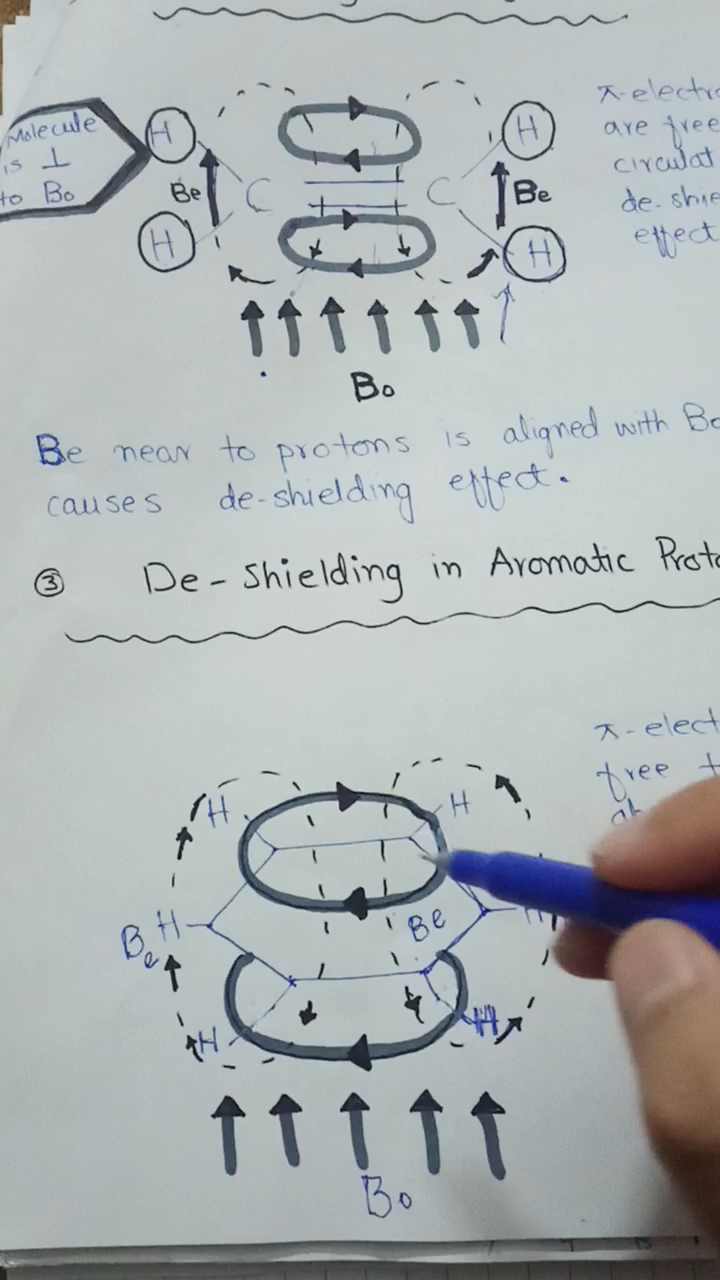 Molecule
is ⊥
to Bo
H
H
Be
C
C
Be
H
H
π-electro
are free
circulat
de-shie
effect
Bo
Be near to protons is aligned with Bo
causes de-shielding effect.
③ De-Shielding in Aromatic Prot
π-elect
free t
H
H
Be H
Be
H
H
H
Bo